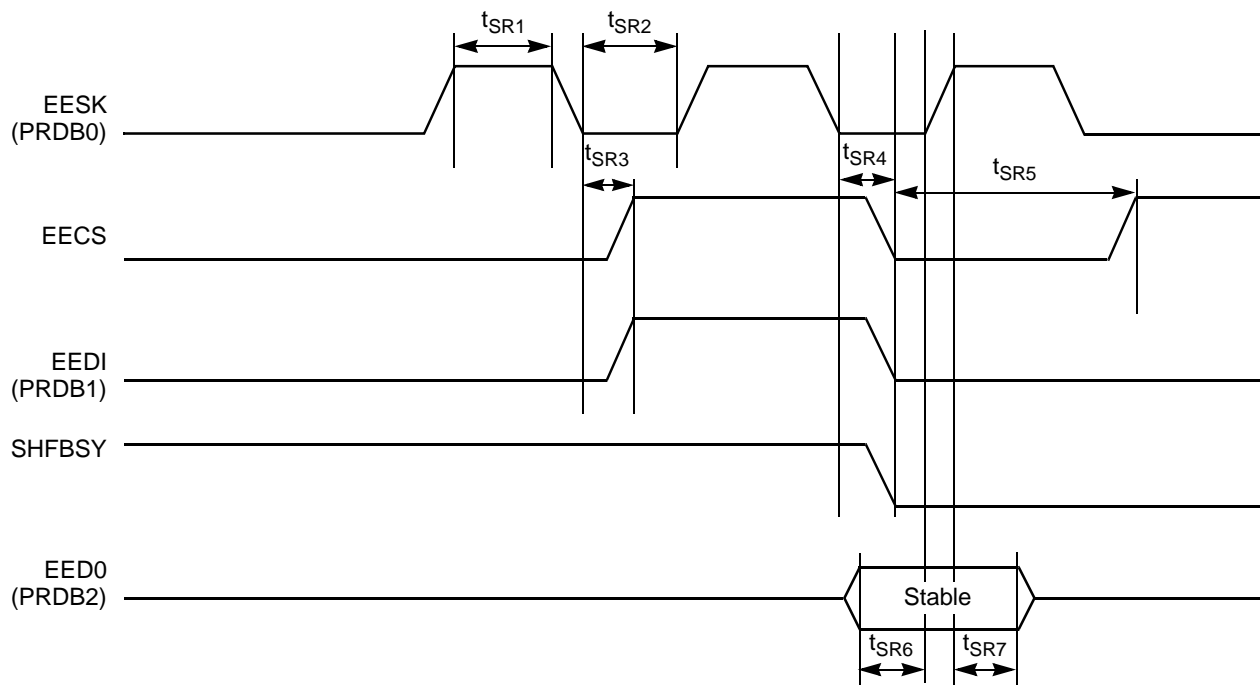 tSR1
tSR2
EESK
(PRDB0)
tSR3
tSR4
tSR5
EECS
EEDI
(PRDB1)
SHFBSY
EED0
(PRDB2)
Stable
tSR6
tSR7